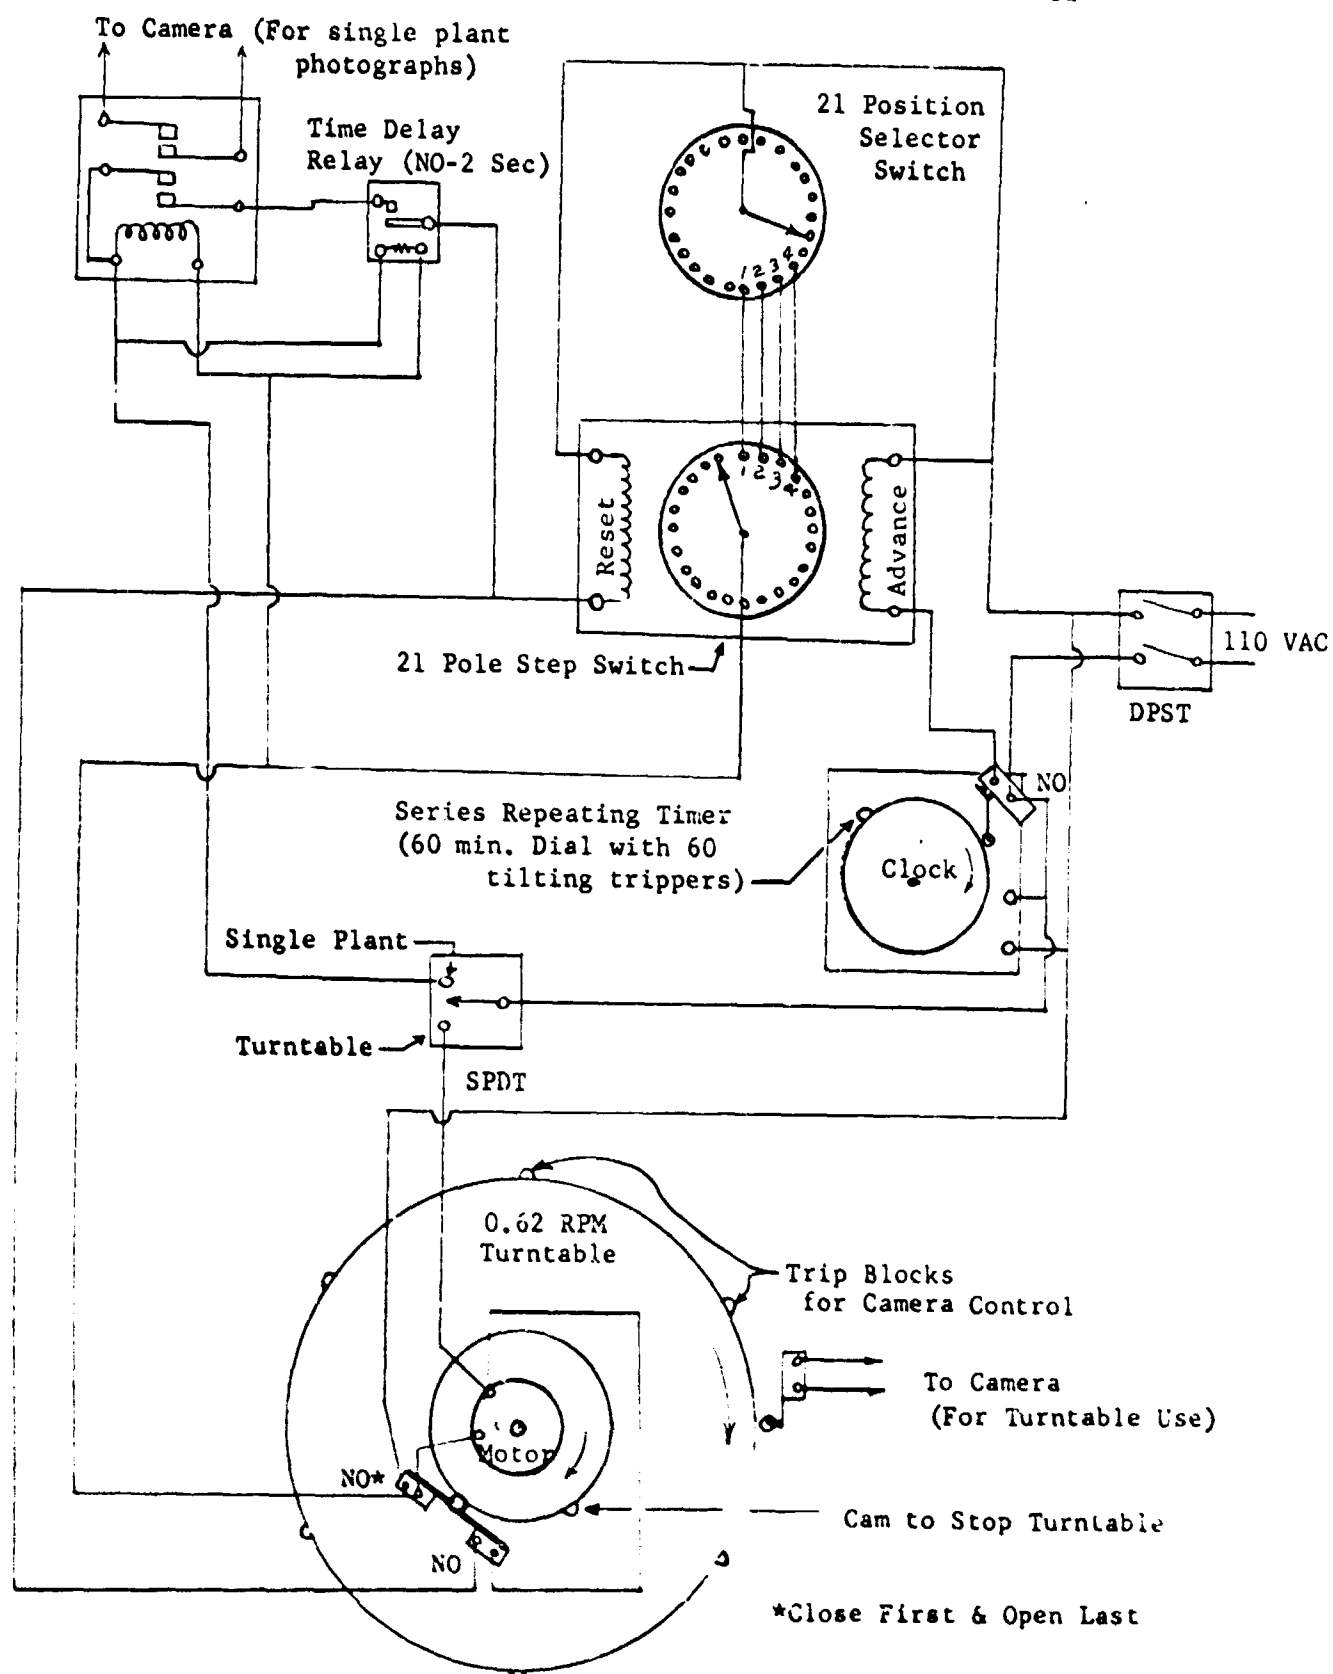 To Camera (For single plant
photographs)
Time Delay
Relay (NO-2 Sec)
21 Position
Selector
Switch
1 2 3 4
1 2 3 4
Reset
Advance
21 Pole Step Switch
110 VAC
DPST
NO
Series Repeating Timer
(60 min. Dial with 60
tilting trippers)
Clock
Single Plant
Turntable
SPDT
0.62 RPM
Turntable
Trip Blocks
for Camera Control
To Camera
(For Turntable Use)
Motor
NO*
Cam to Stop Turntable
NO
*Close First & Open Last